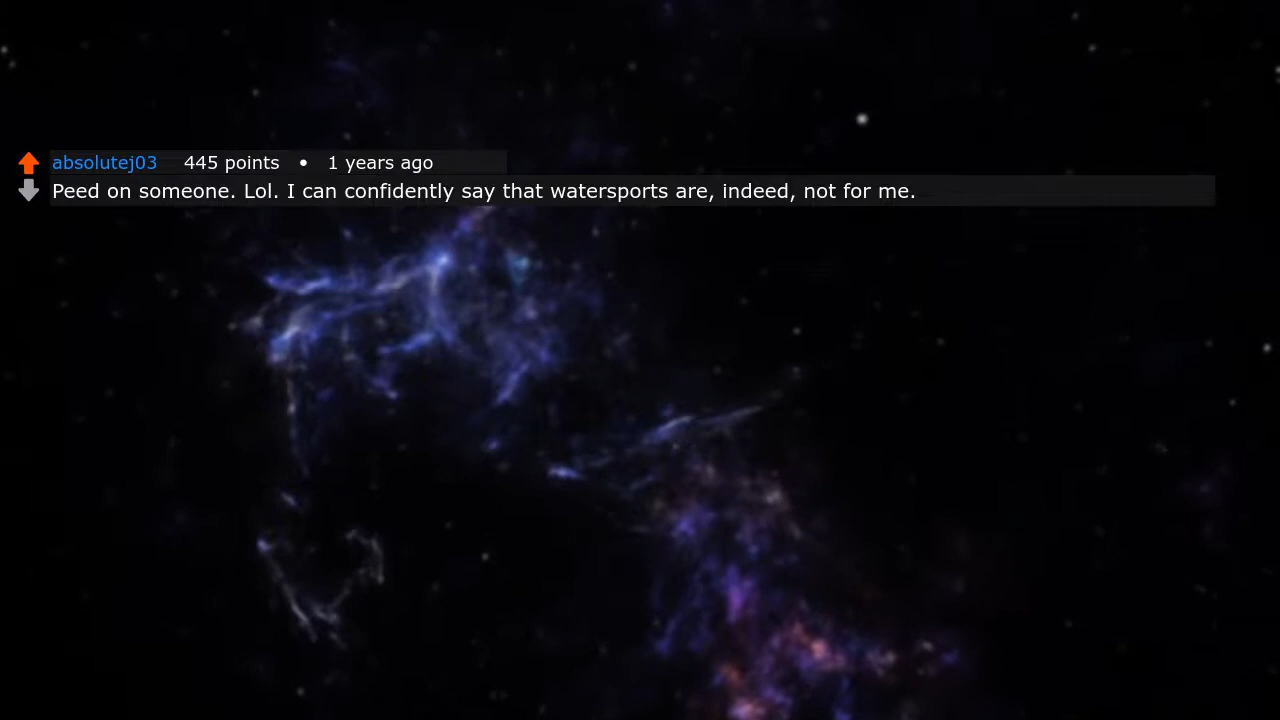 absolutej03 445 points • 1 years ago
Peed on someone. Lol. I can confidently say that watersports are, indeed, not for me.